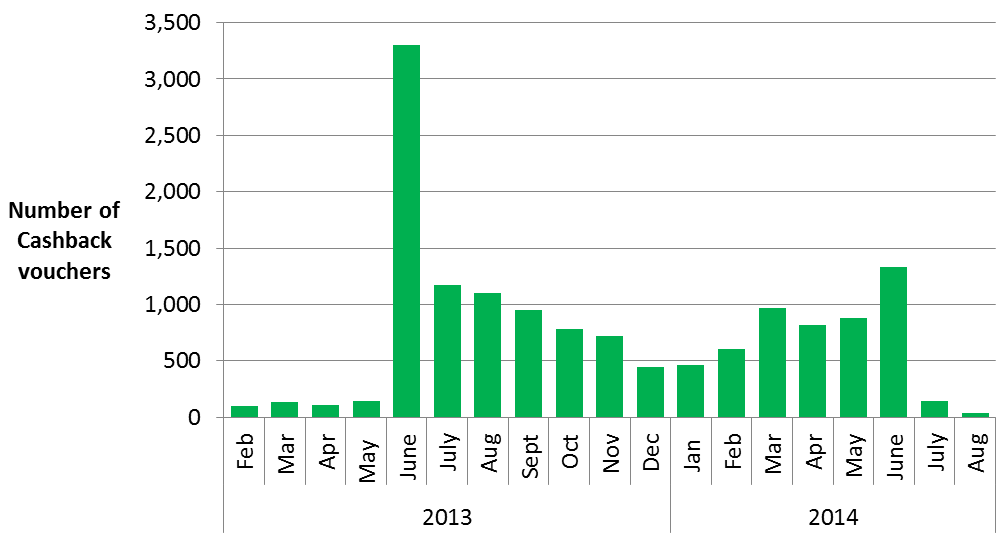 3,500
3,000
2,500
2,000
1,500
1,000
500
0
Number of
Cashback
vouchers
Feb Mar Apr May June July Aug Sept Oct Nov Dec Jan Feb Mar Apr May June July Aug
2013 2014